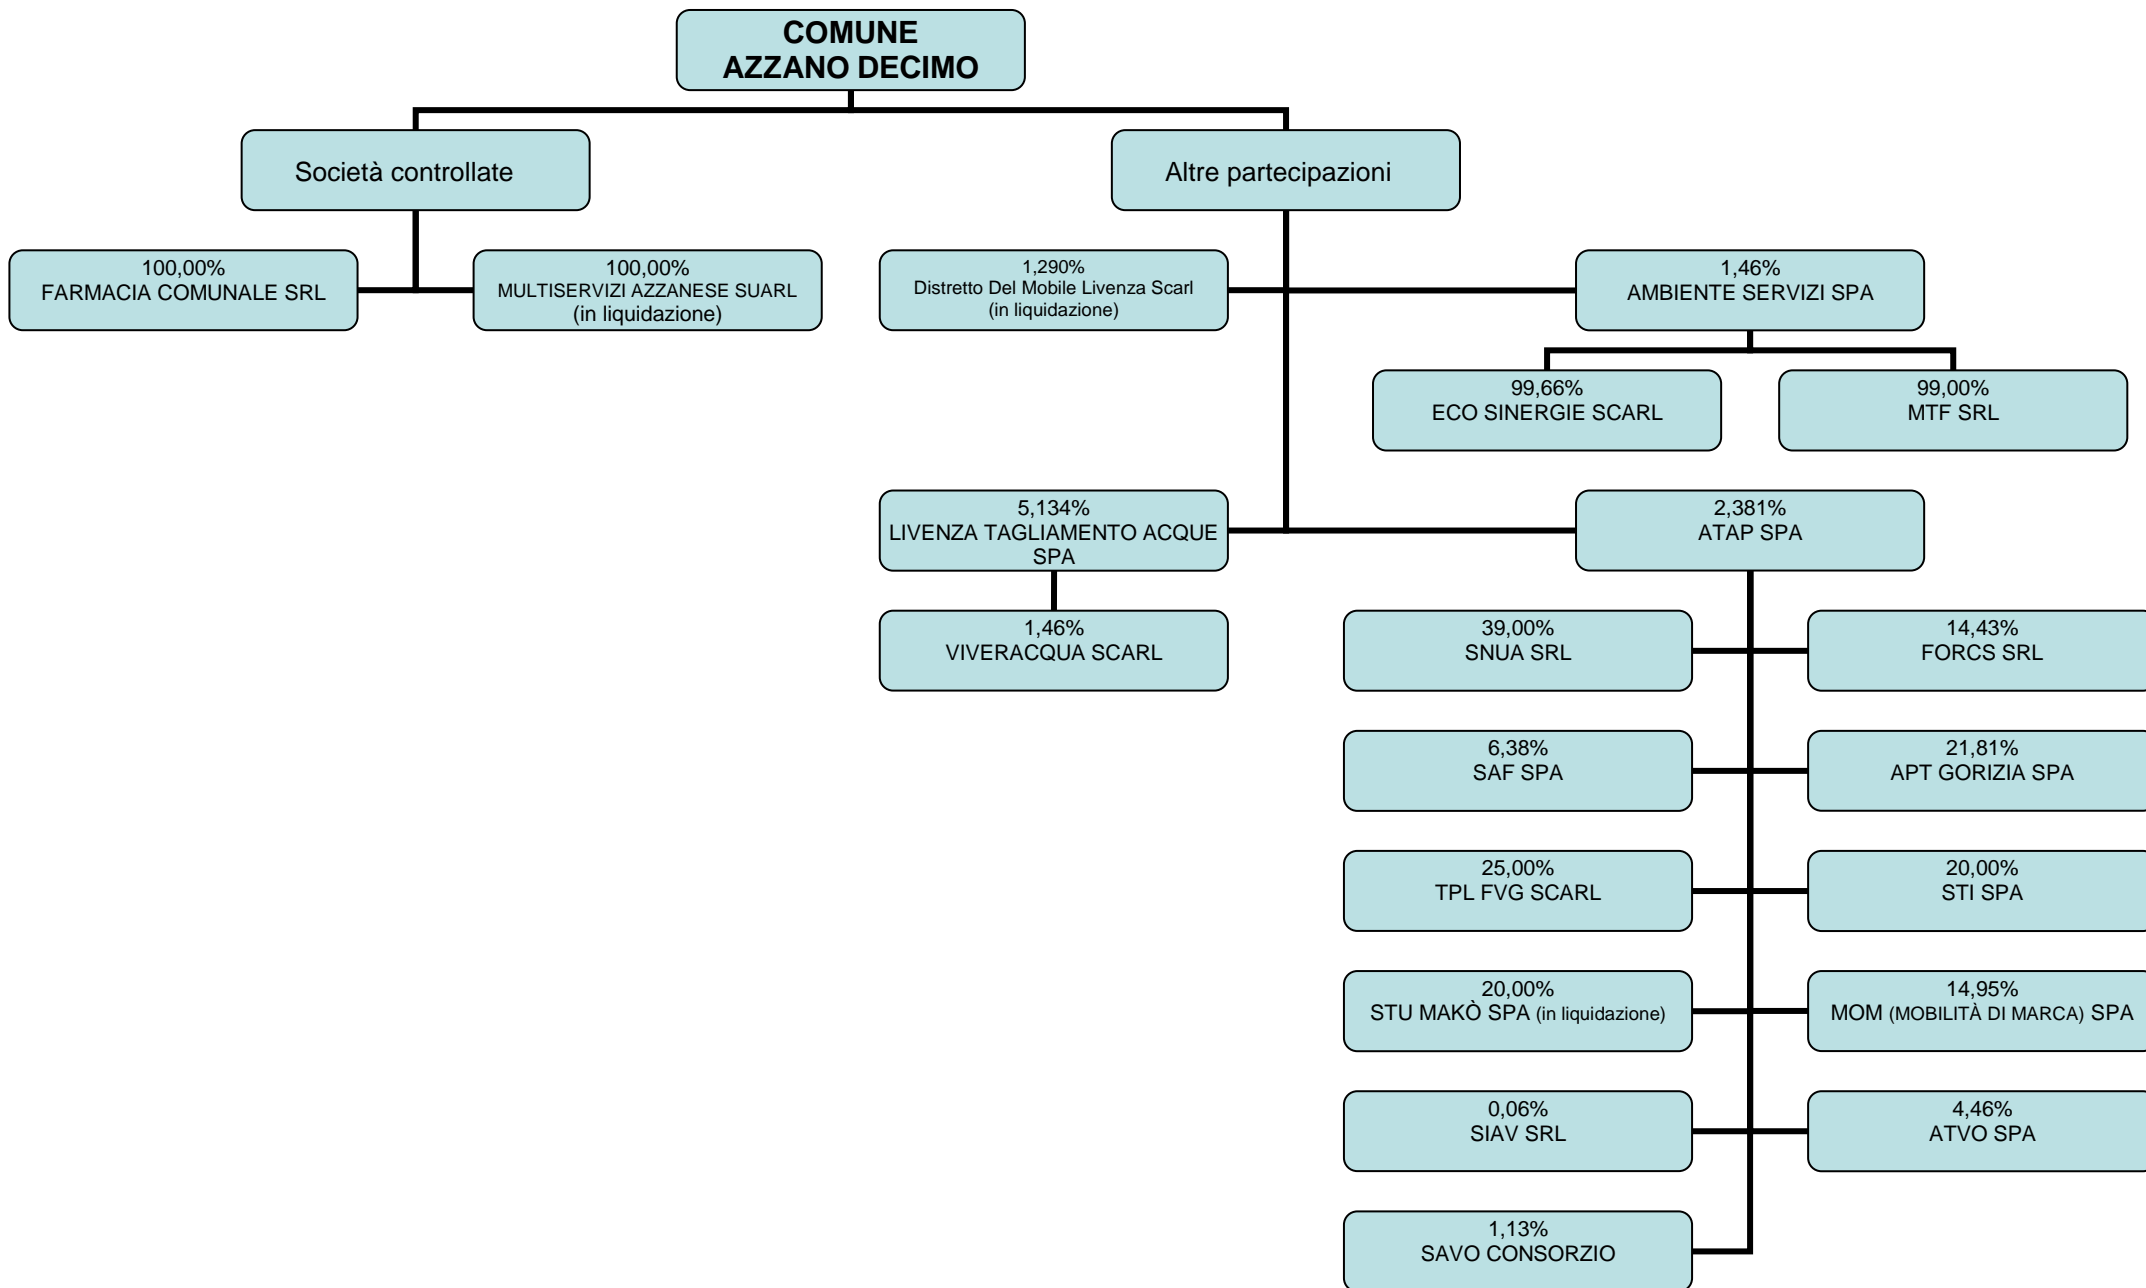 COMUNE
AZZANO DECIMO
Società controllate
Altre partecipazioni
100,00%
FARMACIA COMUNALE SRL
100,00%
MULTISERVIZI AZZANESE SUARL
(in liquidazione)
1,290%
Distretto Del Mobile Livenza Scarl
(in liquidazione)
1,46%
AMBIENTE SERVIZI SPA
99,66%
ECO SINERGIE SCARL
99,00%
MTF SRL
5,134%
LIVENZA TAGLIAMENTO ACQUE
SPA
2,381%
ATAP SPA
1,46%
VIVERACQUA SCARL
39,00%
SNUA SRL
14,43%
FORCS SRL
6,38%
SAF SPA
21,81%
APT GORIZIA SPA
25,00%
TPL FVG SCARL
20,00%
STI SPA
20,00%
STU MAKÒ SPA (in liquidazione)
14,95%
MOM (MOBILITÀ DI MARCA) SPA
0,06%
SIAV SRL
4,46%
ATVO SPA
1,13%
SAVO CONSORZIO